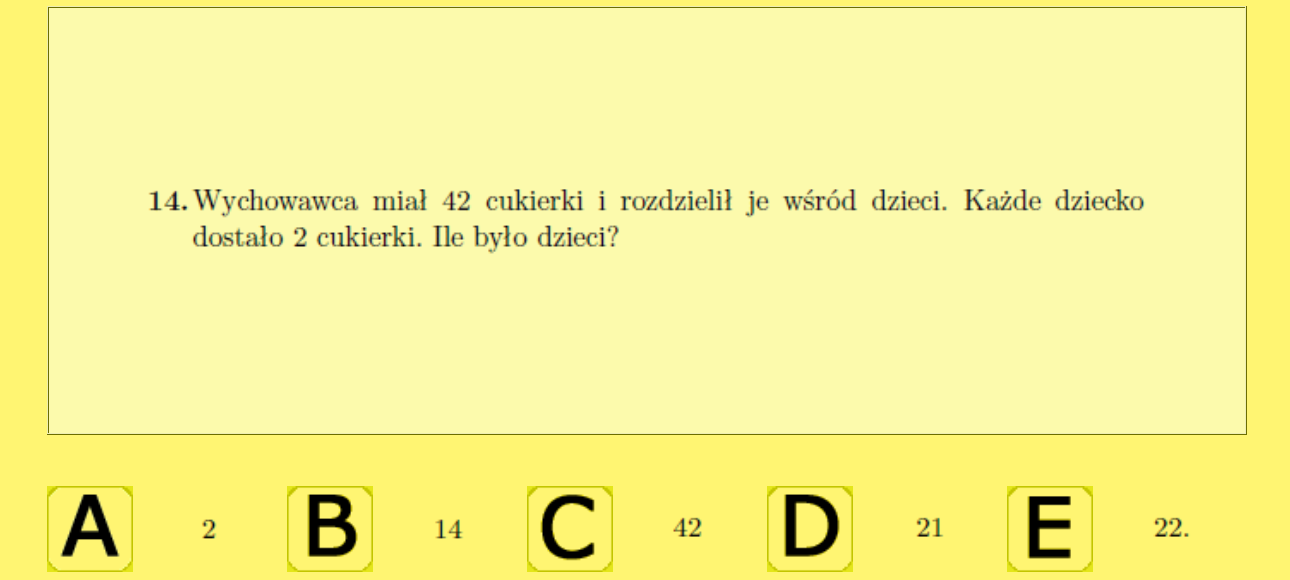 14. Wychowawca miał 42 cukierki i rozdzielił je wśród dzieci. Każde dziecko
dostało 2 cukierki. Ile było dzieci?
A 2 B 14 C 42 D 21 E 22.